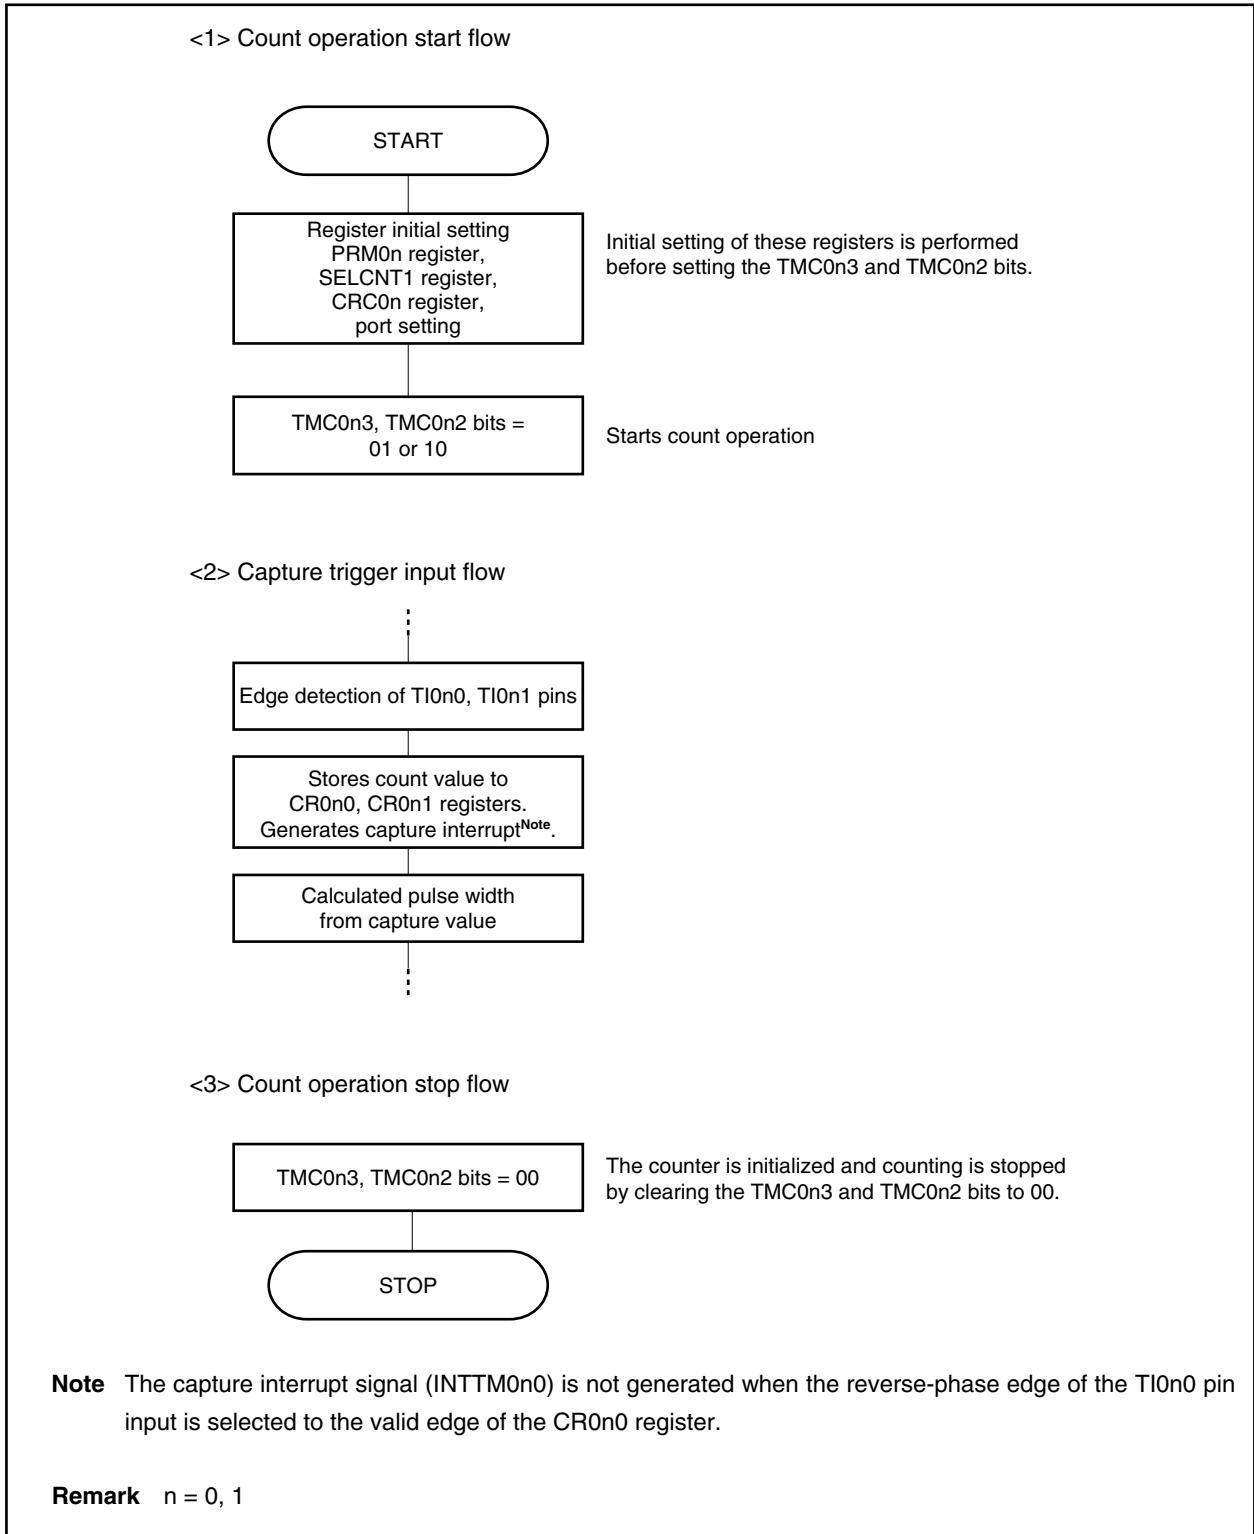 <1> Count operation start flow
START
Register initial setting
PRM0n register,
SELCNT1 register,
CRC0n register,
port setting
Initial setting of these registers is performed
before setting the TMC0n3 and TMC0n2 bits.
TMC0n3, TMC0n2 bits =
01 or 10
Starts count operation
<2> Capture trigger input flow
Edge detection of TI0n0, TI0n1 pins
Stores count value to
CR0n0, CR0n1 registers.
Generates capture interruptNote.
Calculated pulse width
from capture value
<3> Count operation stop flow
TMC0n3, TMC0n2 bits = 00
The counter is initialized and counting is stopped
by clearing the TMC0n3 and TMC0n2 bits to 00.
STOP
Note The capture interrupt signal (INTTM0n0) is not generated when the reverse-phase edge of the TI0n0 pin
input is selected to the valid edge of the CR0n0 register.
Remark n = 0, 1